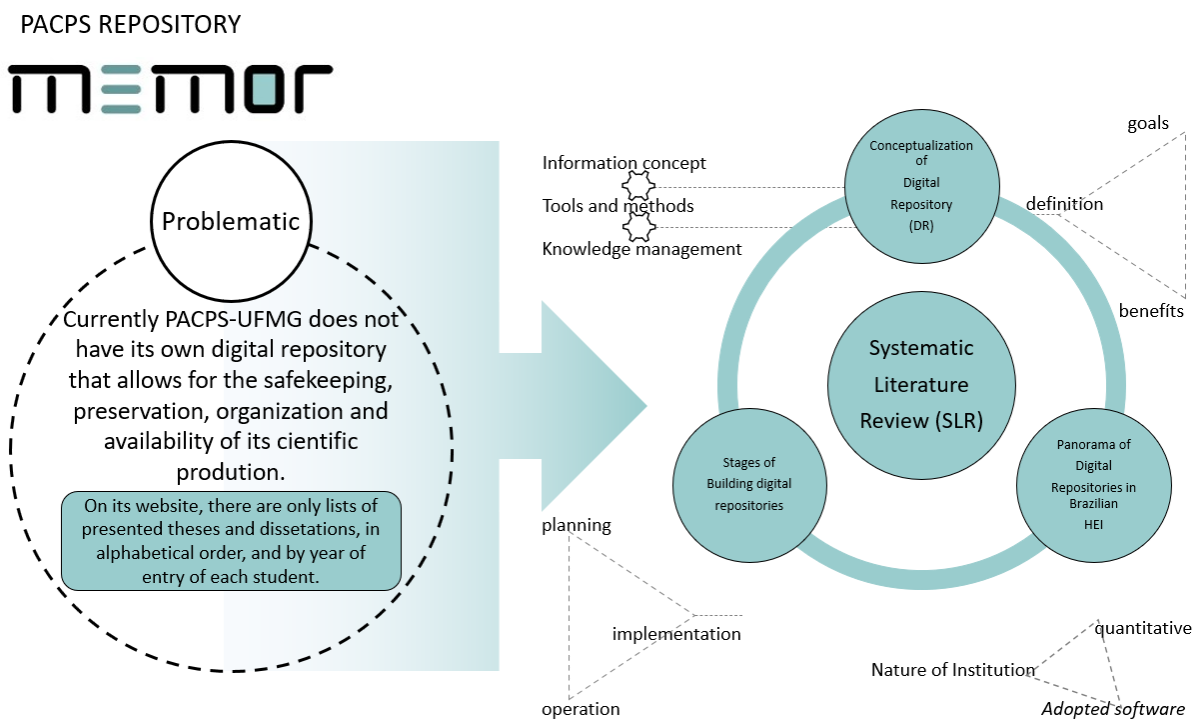 PACPS REPOSITORY
memor
Problematic
Currently PACPS-UFMG does not
have its own digital repository
that allows for the safekeeping,
preservation, organization and
availability of its cientific
prodution.
On its website, there are only lists of
presented theses and dissetations, in
alphabetical order, and by year of
entry of each student.
Information concept
Tools and methods
Knowledge management
Conceptualization
of
Digital
Repository
(DR)
goals
definition
benefíts
Systematic
Literature
Review (SLR)
Stages of
Building digital
repositories
Panorama of
Digital
Repositories in
Brazilian
HEI
planning
implementation
operation
quantitative
Nature of Institution
Adopted software